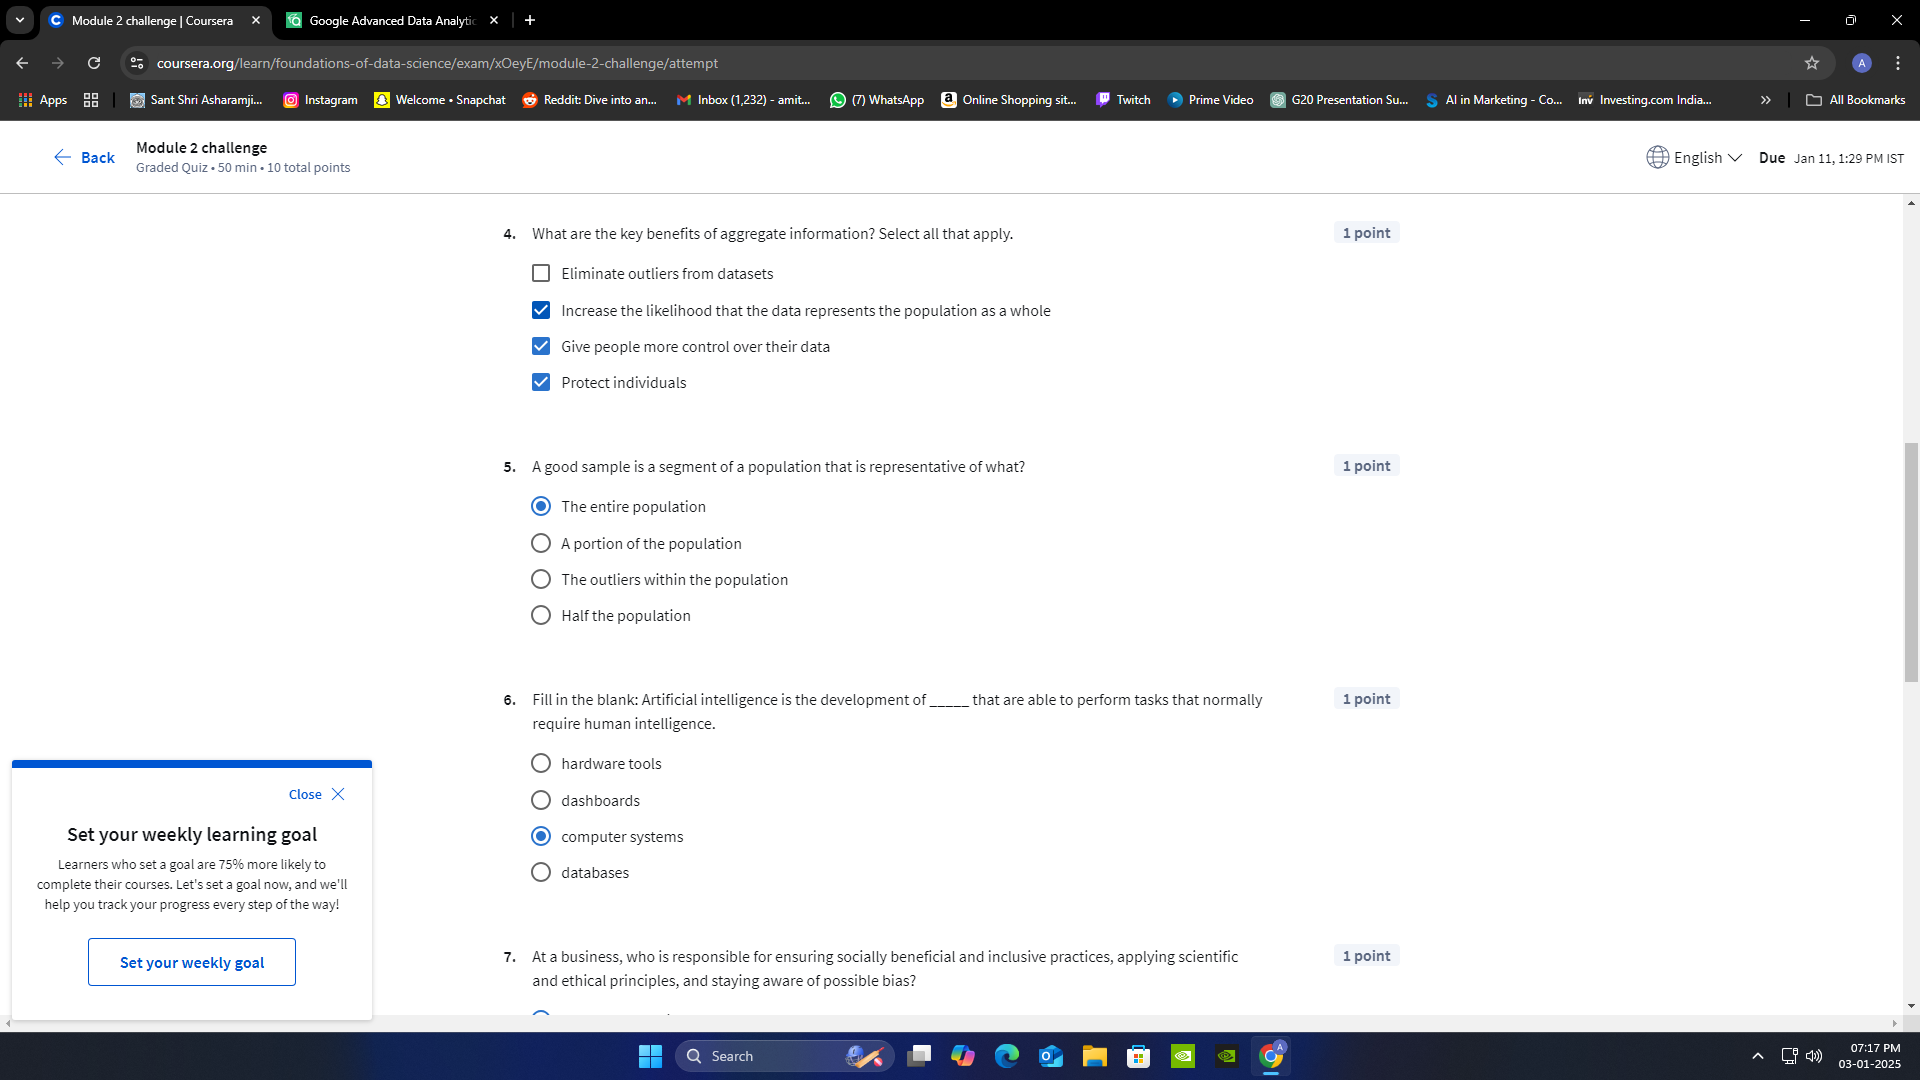 Module 2 challenge | Coursera
Google Advanced Data Analytic
coursera.org/learn/foundations-of-data-science/exam/xOeyE/module-2-challenge/attempt
A
Apps
Sant Shri Asharamji...
Instagram
Welcome • Snapchat
Reddit: Dive into an...
Inbox (1,232) - amit...
(7) WhatsApp
Online Shopping sit...
Twitch
Prime Video
G20 Presentation Su...
AI in Marketing - Co...
Investing.com India...
All Bookmarks
Back
Module 2 challenge
Graded Quiz • 50 min • 10 total points
English
Due Jan 11, 1:29 PM IST
4. What are the key benefits of aggregate information? Select all that apply.
1 point
Eliminate outliers from datasets
Increase the likelihood that the data represents the population as a whole
Give people more control over their data
Protect individuals
5. A good sample is a segment of a population that is representative of what?
1 point
The entire population
A portion of the population
The outliers within the population
Half the population
6. Fill in the blank: Artificial intelligence is the development of _____ that are able to perform tasks that normally
require human intelligence.
1 point
hardware tools
dashboards
computer systems
databases
7. At a business, who is responsible for ensuring socially beneficial and inclusive practices, applying scientific
and ethical principles, and staying aware of possible bias?
1 point
Close
Set your weekly learning goal
Learners who set a goal are 75% more likely to
complete their courses. Let's set a goal now, and we'll
help you track your progress every step of the way!
Set your weekly goal
Search
A
07:17 PM
03-01-2025